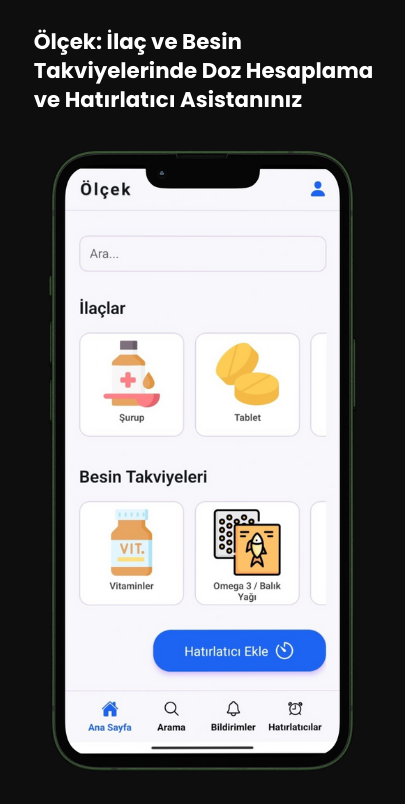 Ölçek: İlaç ve Besin
Takviyelerinde Doz Hesaplama
ve Hatırlatıcı Asistanınız
Ölçek
Ara...
İlaçlar
Şurup
Tablet
Besin Takviyeleri
VIT.
Vitaminler
Omega 3 / Balık
Yağı
Hatırlatıcı Ekle
Ana Sayfa
Arama
Bildirimler
Hatırlatıcılar